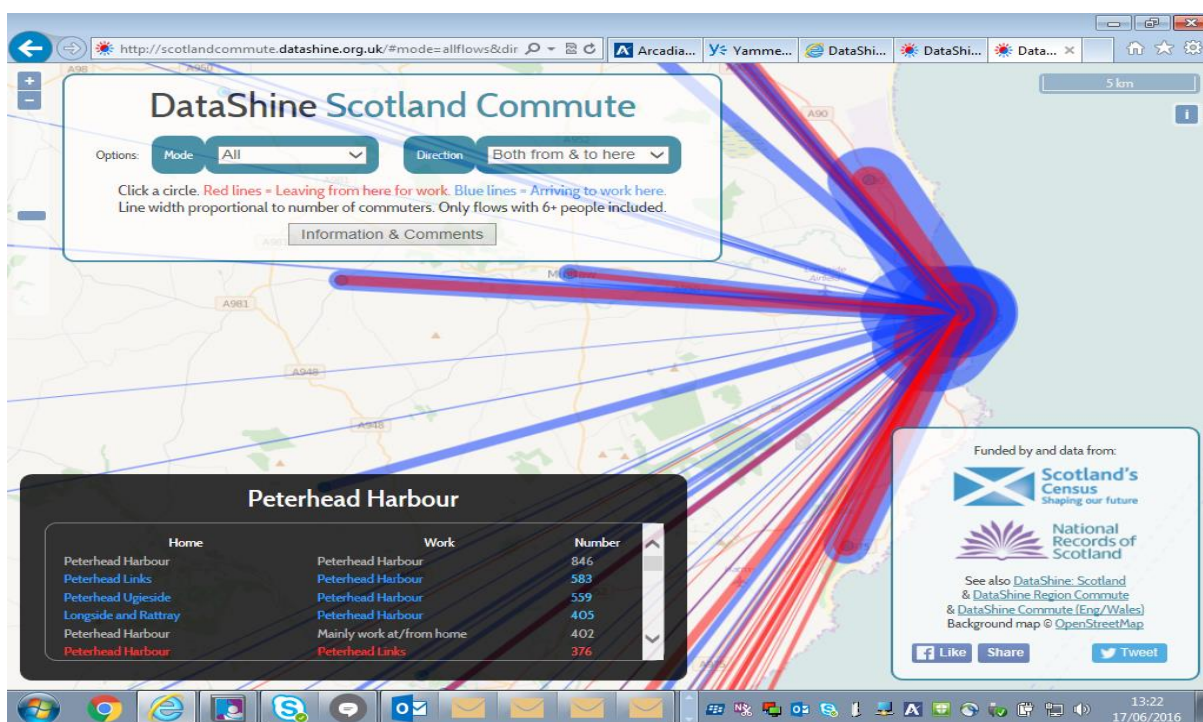 http://scotlandcommute.datashine.org.uk/#mode=allflows&dir
Arcadia...
Yamme...
DataShi...
DataShi...
Data...
A98
A950
A90
5 km
DataShine Scotland Commute
Options: Mode All Direction Both from & to here
Click a circle. Red lines = Leaving from here for work. Blue lines = Arriving to work here.
Line width proportional to number of commuters. Only flows with 6+ people included.
Information & Comments
A981
A948
A948
Peterhead Harbour
Home Work Number
Peterhead Harbour Peterhead Harbour 846
Peterhead Links Peterhead Harbour 583
Peterhead Ugieside Peterhead Harbour 559
Longside and Rattray Peterhead Harbour 405
Peterhead Harbour Mainly work at/from home 402
Peterhead Harbour Peterhead Links 376
Funded by and data from:
Scotland's
Census
Shaping our future
National
Records of
Scotland
See also DataShine: Scotland
& DataShine Region Commute
& DataShine Commute (Eng/Wales)
Background map © OpenStreetMap
Like Share Tweet
13:22
17/06/2016